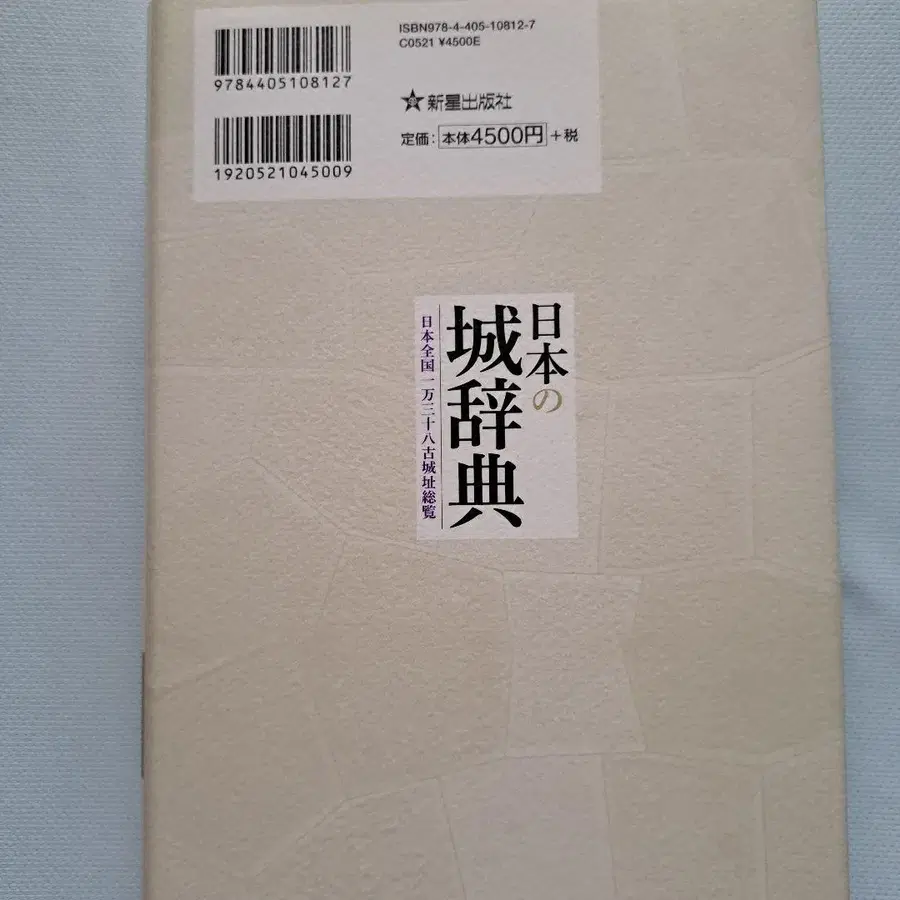 ISBN978-4-405-10812-7
C0521 ¥4500E
9784405108127
新星出版社
定価: 本体4500円+税
1920521045009
日本の
城辞典
日本全国一万三十八古城址総覧